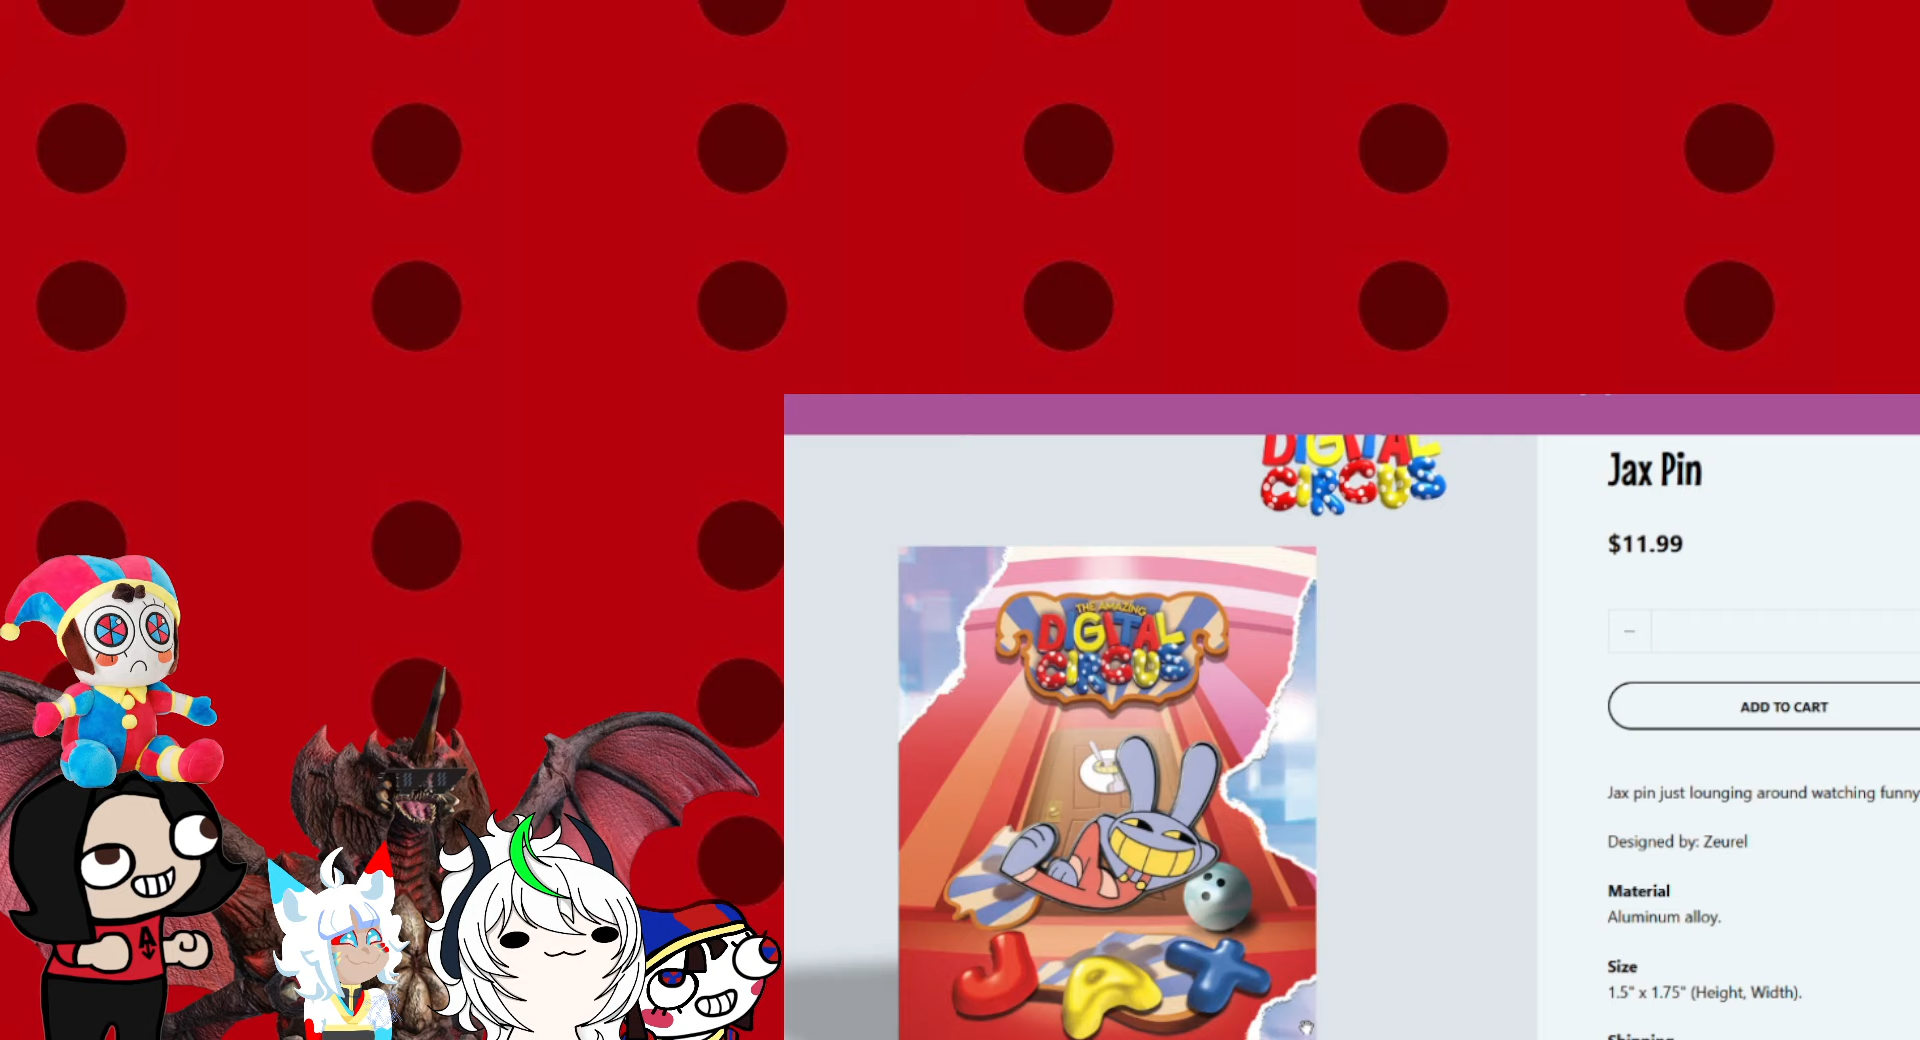 DIGITAL
CIRCUS
Jax Pin
$11.99
THE AMAZING
DIGITAL
CIRCUS
ADD TO CART
Jax pin just lounging around watching funny
Designed by: Zeurel
Material
Aluminum alloy.
JAX
Size
1.5" x 1.75" (Height, Width).
Shipping
A